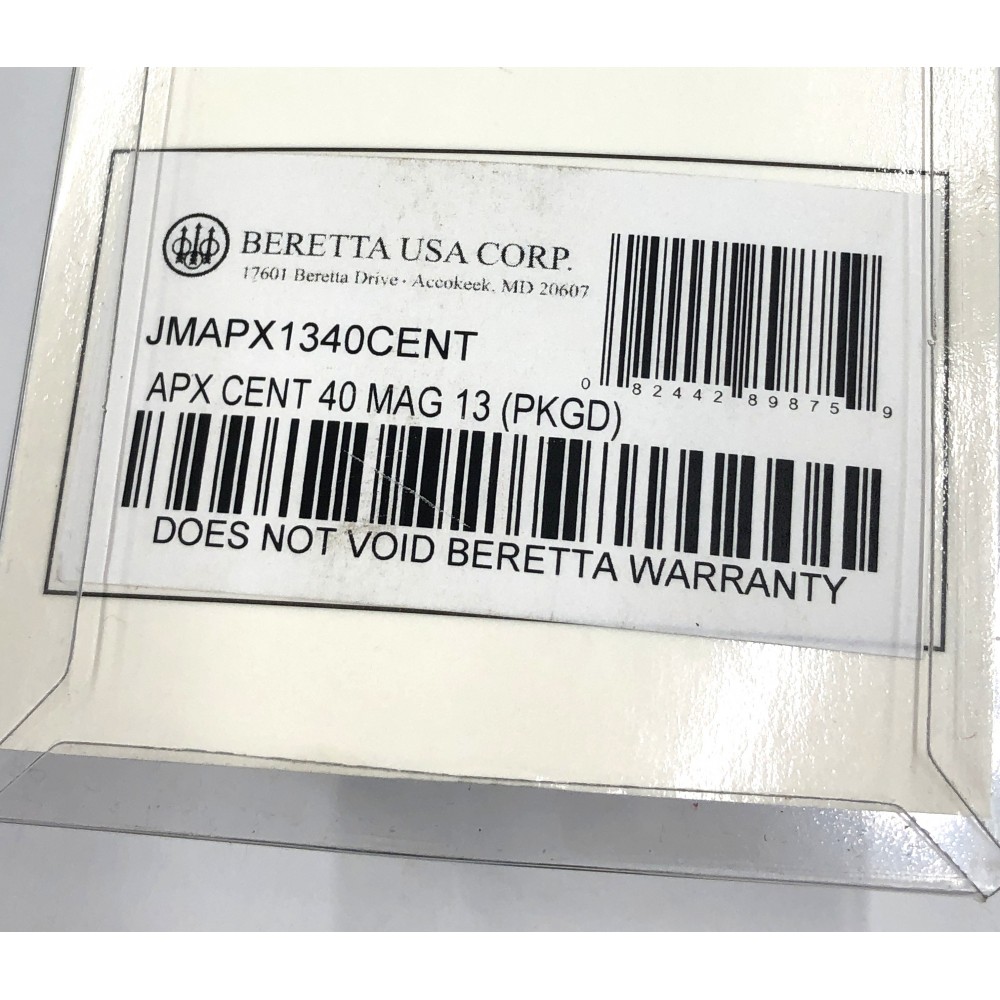 BERETTA USA CORP.
17601 Beretta Drive · Accokeek, MD 20607
JMAPX1340CENT
0 82442 89875 9
APX CENT 40 MAG 13 (PKGD)
DOES NOT VOID BERETTA WARRANTY